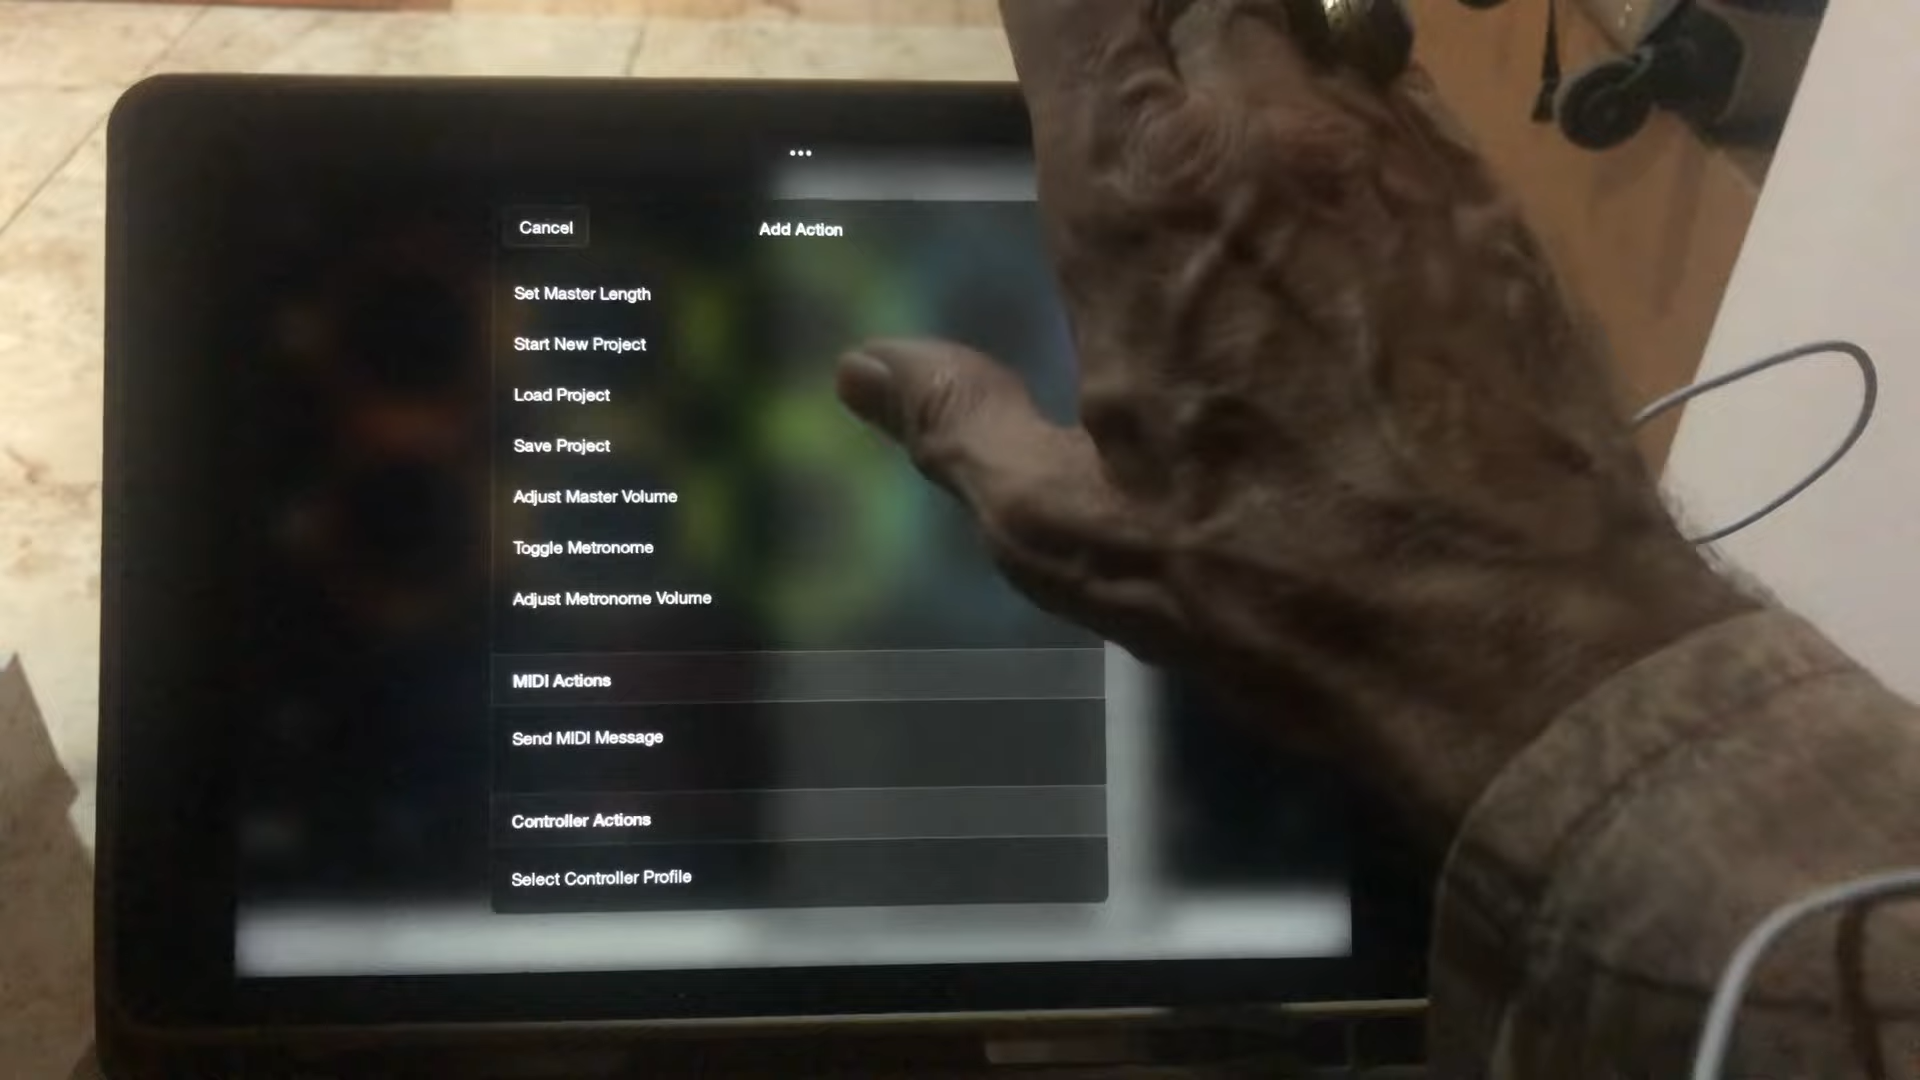 Cancel
Add Action
Set Master Length
Start New Project
Load Project
Save Project
Adjust Master Volume
Toggle Metronome
Adjust Metronome Volume
MIDI Actions
Send MIDI Message
Controller Actions
Select Controller Profile